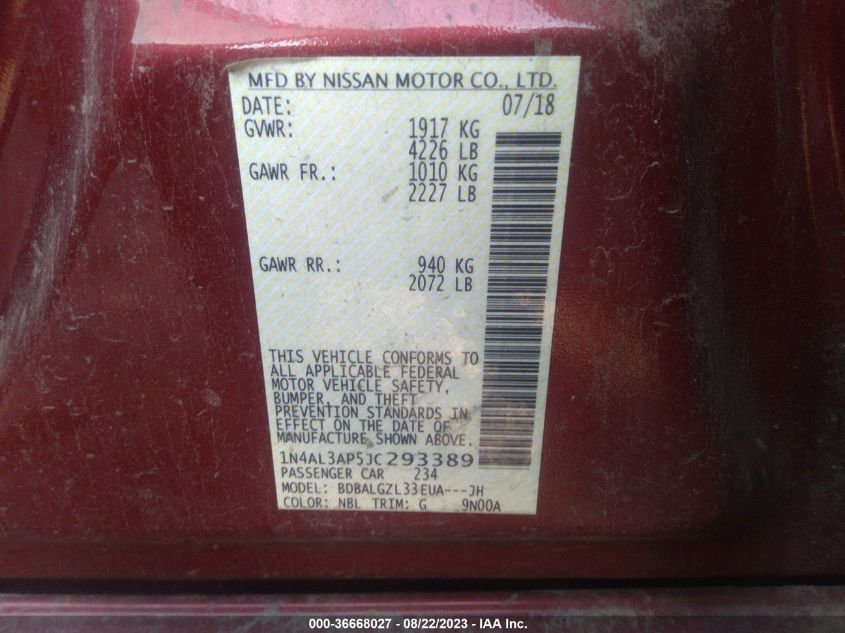 MFD BY NISSAN MOTOR CO., LTD.
DATE: 07/18
GVWR: 1917 KG
4226 LB
GAWR FR.: 1010 KG
2227 LB
GAWR RR.: 940 KG
2072 LB
THIS VEHICLE CONFORMS TO
ALL APPLICABLE FEDERAL
MOTOR VEHICLE SAFETY,
BUMPER, AND THEFT
PREVENTION STANDARDS IN
EFFECT ON THE DATE OF
MANUFACTURE SHOWN ABOVE.
1N4AL3AP5JC293389
PASSENGER CAR 234
MODEL: BDBALGZL33EUA---JH
COLOR: NBL TRIM: G 9N00A
000-36668027 - 08/22/2023 - IAA Inc.